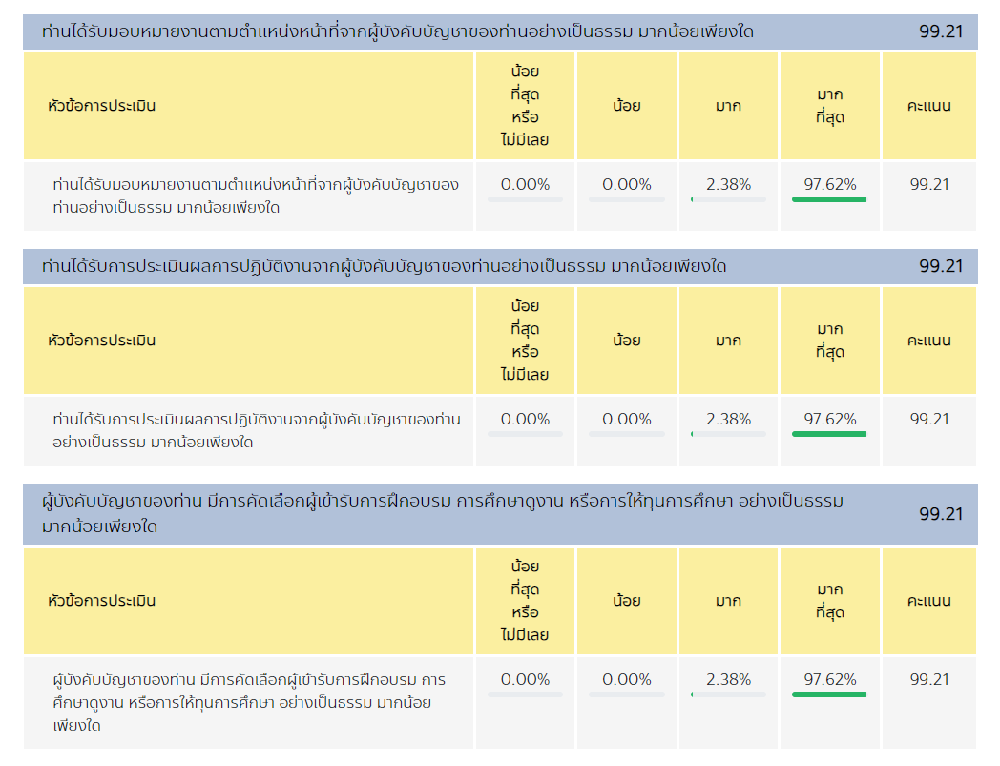 ท่านได้รับมอบหมายงานตามตำแหน่งหน้าที่จากผู้บังคับบัญชาของท่านอย่างเป็นธรรม มากน้อยเพียงใด 99.21
หัวข้อการประเมิน
น้อย
ที่สุด
หรือ
ไม่มีเลย
น้อย
มาก
มาก
ที่สุด
คะแนน
ท่านได้รับมอบหมายงานตามตำแหน่งหน้าที่จากผู้บังคับบัญชาของ
ท่านอย่างเป็นธรรม มากน้อยเพียงใด
0.00% 0.00% 2.38% 97.62% 99.21
ท่านได้รับการประเมินผลการปฏิบัติงานจากผู้บังคับบัญชาของท่านอย่างเป็นธรรม มากน้อยเพียงใด 99.21
หัวข้อการประเมิน
น้อย
ที่สุด
หรือ
ไม่มีเลย
น้อย
มาก
มาก
ที่สุด
คะแนน
ท่านได้รับการประเมินผลการปฏิบัติงานจากผู้บังคับบัญชาของท่าน
อย่างเป็นธรรม มากน้อยเพียงใด
0.00% 0.00% 2.38% 97.62% 99.21
ผู้บังคับบัญชาของท่าน มีการคัดเลือกผู้เข้ารับการฝึกอบรม การศึกษาดูงาน หรือการให้ทุนการศึกษา อย่างเป็นธรรม
มากน้อยเพียงใด
99.21
หัวข้อการประเมิน
น้อย
ที่สุด
หรือ
ไม่มีเลย
น้อย
มาก
มาก
ที่สุด
คะแนน
ผู้บังคับบัญชาของท่าน มีการคัดเลือกผู้เข้ารับการฝึกอบรม การ
ศึกษาดูงาน หรือการให้ทุนการศึกษา อย่างเป็นธรรม มากน้อย
เพียงใด
0.00% 0.00% 2.38% 97.62% 99.21